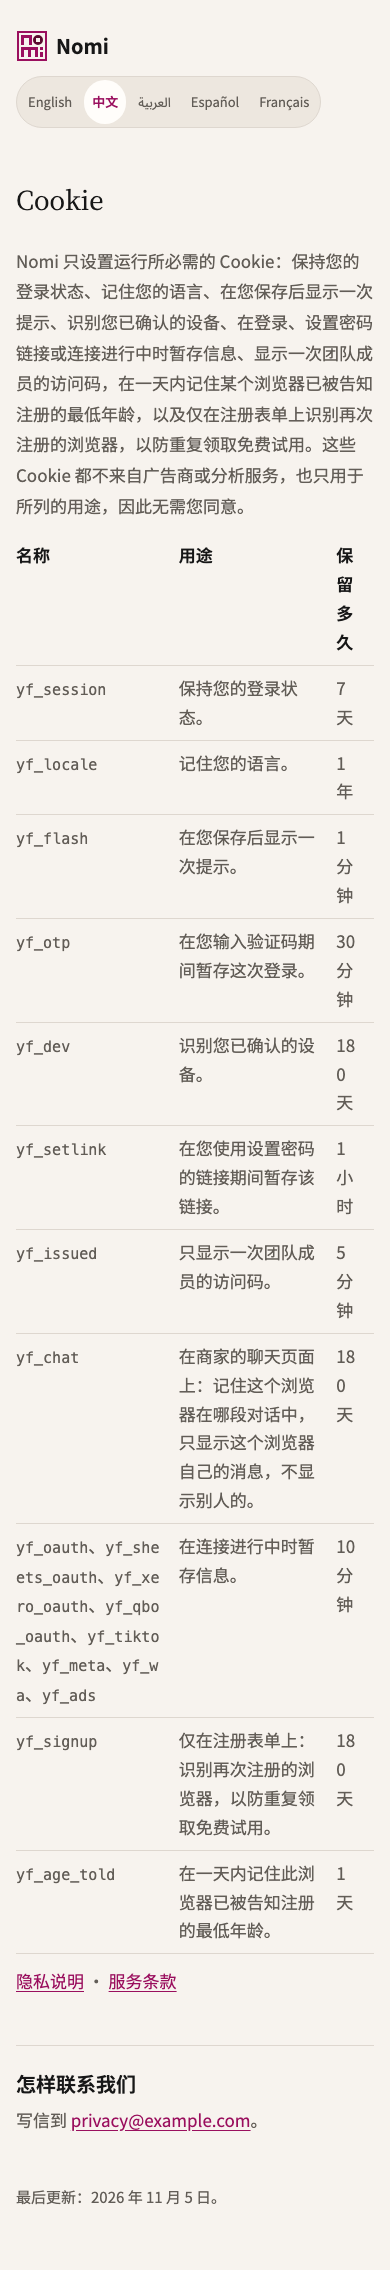 Nomi
English 中文 العربية Español Français
Cookie
Nomi 只设置运行所必需的 Cookie：保持您的
登录状态、记住您的语言、在您保存后显示一次
提示、识别您已确认的设备、在登录、设置密码
链接或连接进行中时暂存信息、显示一次团队成
员的访问码，在一天内记住某个浏览器已被告知
注册的最低年龄，以及仅在注册表单上识别再次
注册的浏览器，以防重复领取免费试用。这些
Cookie 都不来自广告商或分析服务，也只用于
所列的用途，因此无需您同意。
名称 用途 保
留
多
久
yf_session 保持您的登录状 7
态。 天
yf_locale 记住您的语言。 1
年
yf_flash 在您保存后显示一 1
次提示。 分
钟
yf_otp 在您输入验证码期 30
间暂存这次登录。 分
钟
yf_dev 识别您已确认的设 18
备。 0
天
yf_setlink 在您使用设置密码 1
的链接期间暂存该 小
链接。 时
yf_issued 只显示一次团队成 5
员的访问码。 分
钟
yf_chat 在商家的聊天页面 18
上：记住这个浏览 0
器在哪段对话中， 天
只显示这个浏览器
自己的消息，不显
示别人的。
yf_oauth、yf_she 在连接进行中时暂 10
ets_oauth、yf_xe 存信息。 分
ro_oauth、yf_qbo 钟
_oauth、yf_tikto
k、yf_meta、yf_w
a、yf_ads
yf_signup 仅在注册表单上： 18
识别再次注册的浏 0
览器，以防重复领 天
取免费试用。
yf_age_told 在一天内记住此浏 1
览器已被告知注册 天
的最低年龄。
隐私说明 · 服务条款
怎样联系我们
写信到 privacy@example.com。
最后更新：2026 年 11 月 5 日。